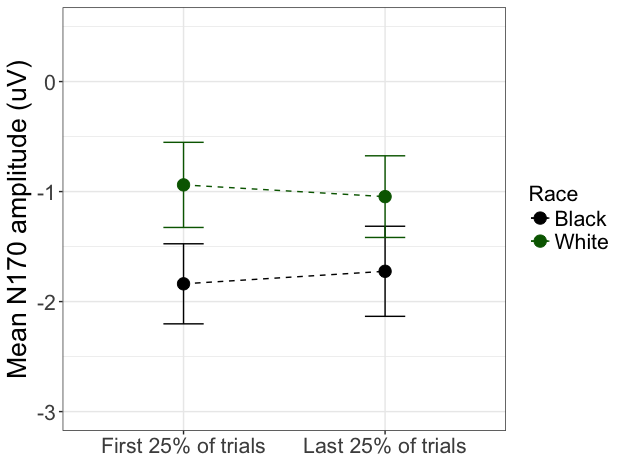 Mean N170 amplitude (uV)
0
-1
-2
-3
First 25% of trials
Last 25% of trials
Race
Black
White